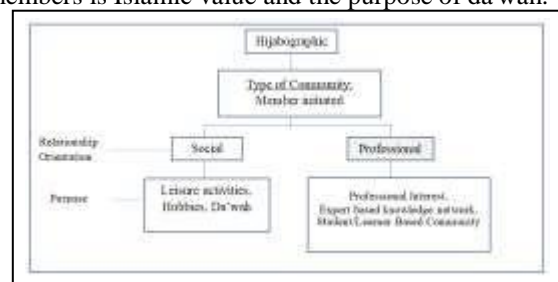 members is Islamic value and the purpose of da'wah.
Hijabographic
Type of Community:
Member initiated
Relationship
Orientation
Social
Professional
Purpose
Leisure activities,
Hobbies, Da'wah
Professional Interest,
Expert based knowledge network,
Student/Learner Based Community